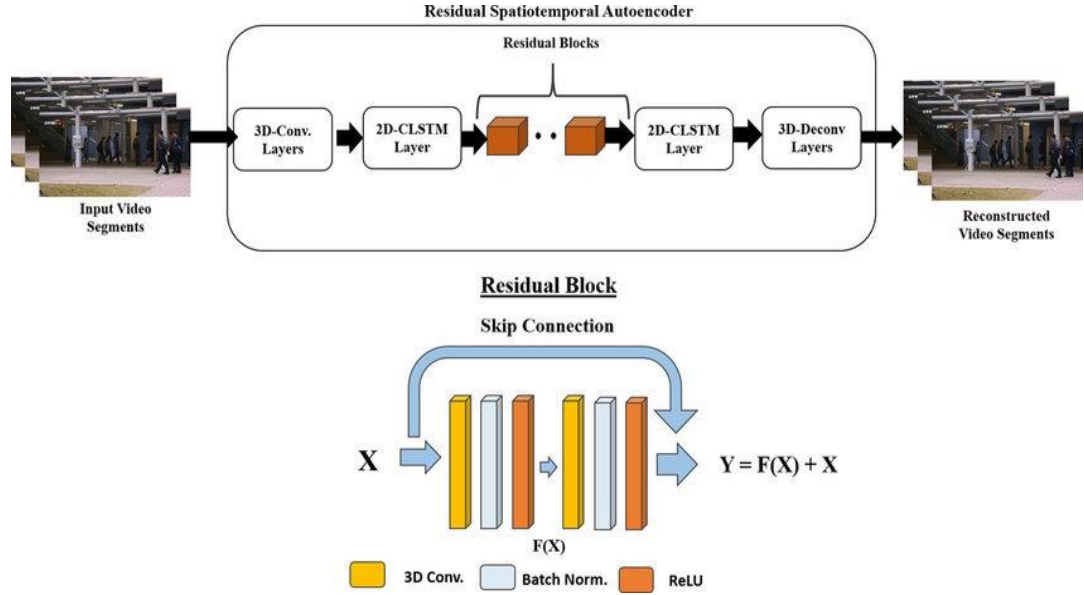 Residual Spatiotemporal Autoencoder
Residual Blocks
3D-Conv.
Layers
2D-CLSTM
Layer
2D-CLSTM
Layer
3D-Deconv
Layers
Input Video
Segments
Reconstructed
Video Segments
Residual Block
Skip Connection
X
Y = F(X) + X
F(X)
3D Conv.
Batch Norm.
ReLU